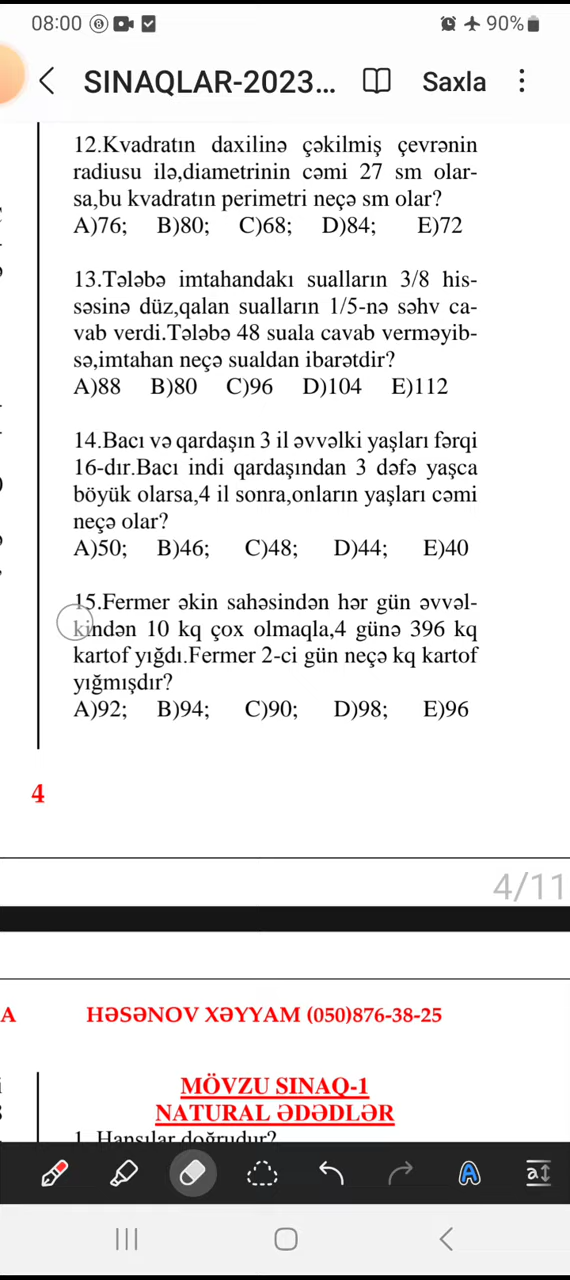 08:00 90%
SINAQLAR-2023... Saxla
12.Kvadratın daxilinə çəkilmiş çevrənin
radiusu ilə,diametrinin cəmi 27 sm olar-
sa,bu kvadratın perimetri neçə sm olar?
A)76; B)80; C)68; D)84; E)72
13.Tələbə imtahandakı sualların 3/8 his-
səsinə düz,qalan sualların 1/5-nə səhv ca-
vab verdi.Tələbə 48 suala cavab verməyib-
sə,imtahan neçə sualdan ibarətdir?
A)88 B)80 C)96 D)104 E)112
14.Bacı və qardaşın 3 il əvvəlki yaşları fərqi
16-dır.Bacı indi qardaşından 3 dəfə yaşca
böyük olarsa,4 il sonra,onların yaşları cəmi
neçə olar?
A)50; B)46; C)48; D)44; E)40
15.Fermer əkin sahəsindən hər gün əvvəl-
kindən 10 kq çox olmaqla,4 günə 396 kq
kartof yığdı.Fermer 2-ci gün neçə kq kartof
yığmışdır?
A)92; B)94; C)90; D)98; E)96
4
4/11
A HƏSƏNOV XƏYYAM (050)876-38-25
MÖVZU SINAQ-1
NATURAL ƏDƏDLƏR
1. Hansılar doğrudur?